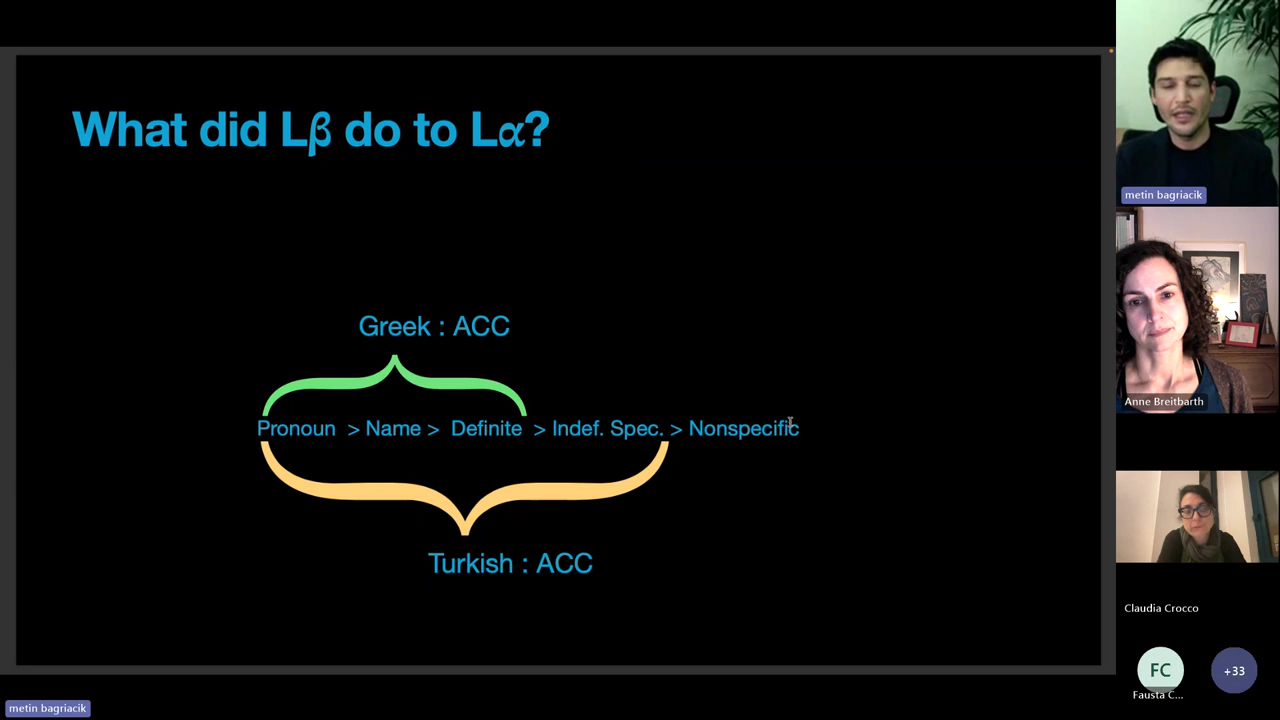 What did Lβ do to Lα?
Greek : ACC
Pronoun > Name > Definite > Indef. Spec. > Nonspecific
Turkish : ACC
metin bagriacik
Anne Breitbarth
Claudia Crocco
FC
+33
Fausta C...
metin bagriacik